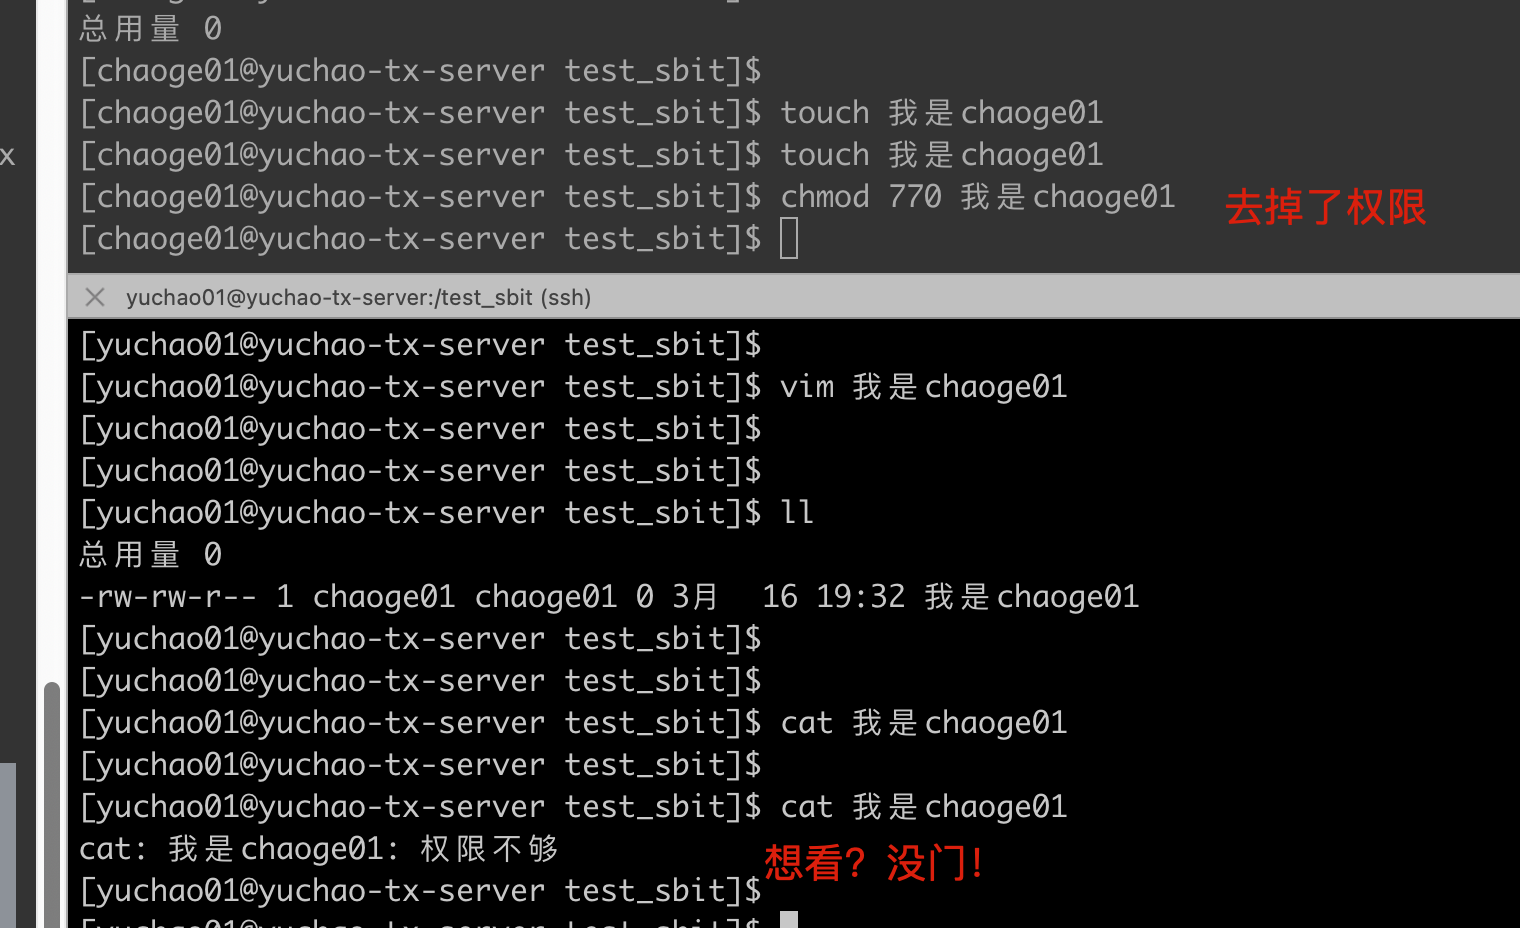 总用量 0
[chaoge01@yuchao-tx-server test_sbit]$
[chaoge01@yuchao-tx-server test_sbit]$ touch 我是chaoge01
x
[chaoge01@yuchao-tx-server test_sbit]$ touch 我是chaoge01
[chaoge01@yuchao-tx-server test_sbit]$ chmod 770 我是chaoge01
去掉了权限
[chaoge01@yuchao-tx-server test_sbit]$
yuchao01@yuchao-tx-server:/test_sbit (ssh)
[yuchao01@yuchao-tx-server test_sbit]$
[yuchao01@yuchao-tx-server test_sbit]$ vim 我是chaoge01
[yuchao01@yuchao-tx-server test_sbit]$
[yuchao01@yuchao-tx-server test_sbit]$
[yuchao01@yuchao-tx-server test_sbit]$ ll
总用量 0
-rw-rw-r-- 1 chaoge01 chaoge01 0 3月  16 19:32 我是chaoge01
[yuchao01@yuchao-tx-server test_sbit]$
[yuchao01@yuchao-tx-server test_sbit]$
[yuchao01@yuchao-tx-server test_sbit]$ cat 我是chaoge01
[yuchao01@yuchao-tx-server test_sbit]$
[yuchao01@yuchao-tx-server test_sbit]$ cat 我是chaoge01
cat: 我是chaoge01: 权限不够
想看？没门！
[yuchao01@yuchao-tx-server test_sbit]$
[yuchao01@yuchao-tx-server test_sbit]$